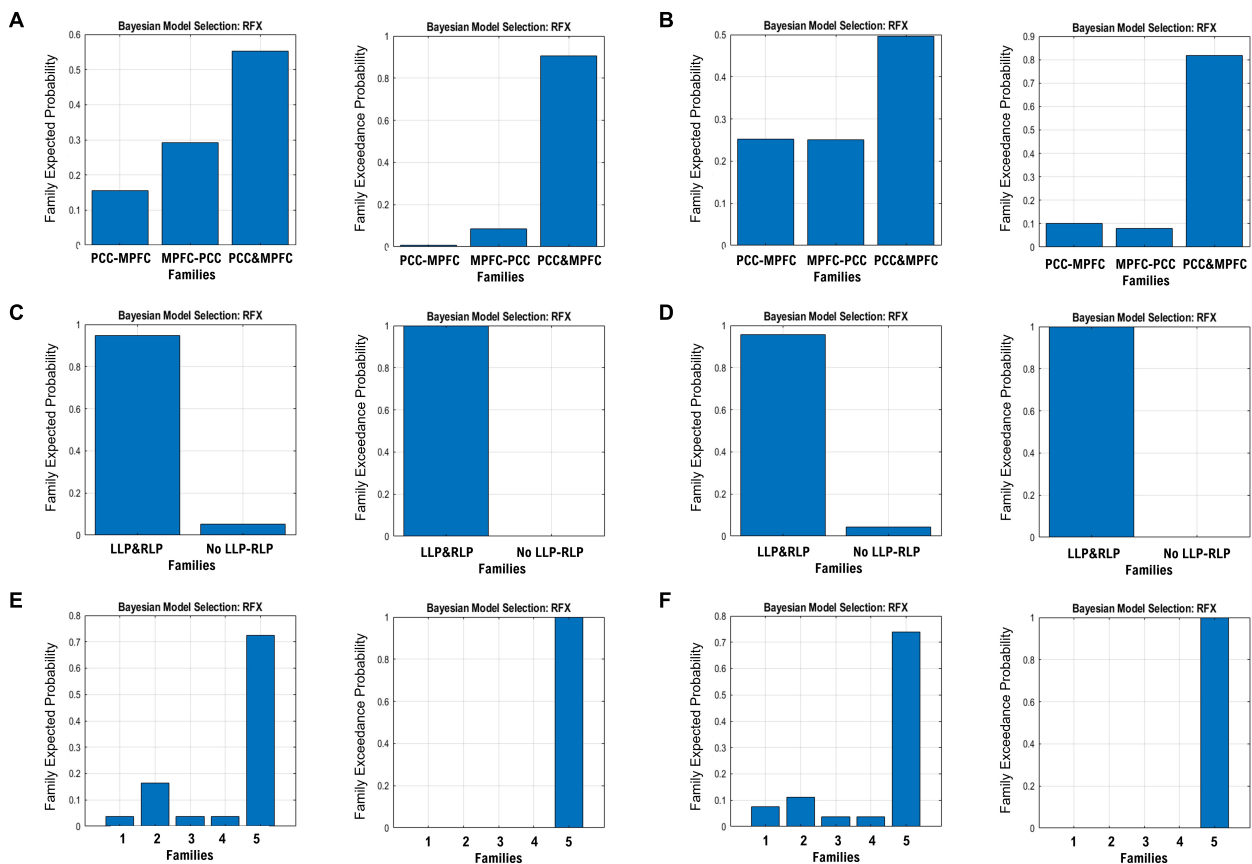 A
Bayesian Model Selection: RFX
Family Expected Probability
0.6
0.5
0.4
0.3
0.2
0.1
0
PCC-MPFC MPFC-PCC PCC&MPFC
Families
Bayesian Model Selection: RFX
Family Exceedance Probability
1
0.8
0.6
0.4
0.2
0
PCC-MPFC MPFC-PCC PCC&MPFC
Families
B
Bayesian Model Selection: RFX
Family Expected Probability
0.5
0.4
0.3
0.2
0.1
0
PCC-MPFC MPFC-PCC PCC&MPFC
Families
Bayesian Model Selection: RFX
Family Exceedance Probability
0.9
0.8
0.7
0.6
0.5
0.4
0.3
0.2
0.1
0
PCC-MPFC MPFC-PCC PCC&MPFC
Families
C
Bayesian Model Selection: RFX
Family Expected Probability
1
0.8
0.6
0.4
0.2
0
LLP&RLP No LLP-RLP
Families
Bayesian Model Selection: RFX
Family Exceedance Probability
1
0.8
0.6
0.4
0.2
0
LLP&RLP No LLP-RLP
Families
D
Bayesian Model Selection: RFX
Family Expected Probability
1
0.8
0.6
0.4
0.2
0
LLP&RLP No LLP-RLP
Families
Bayesian Model Selection: RFX
Family Exceedance Probability
1
0.8
0.6
0.4
0.2
0
LLP&RLP No LLP-RLP
Families
E
Bayesian Model Selection: RFX
Family Expected Probability
0.8
0.7
0.6
0.5
0.4
0.3
0.2
0.1
0
1 2 3 4 5
Families
Bayesian Model Selection: RFX
Family Exceedance Probability
1
0.8
0.6
0.4
0.2
0
1 2 3 4 5
Families
F
Bayesian Model Selection: RFX
Family Expected Probability
0.8
0.7
0.6
0.5
0.4
0.3
0.2
0.1
0
1 2 3 4 5
Families
Bayesian Model Selection: RFX
Family Exceedance Probability
1
0.8
0.6
0.4
0.2
0
1 2 3 4 5
Families